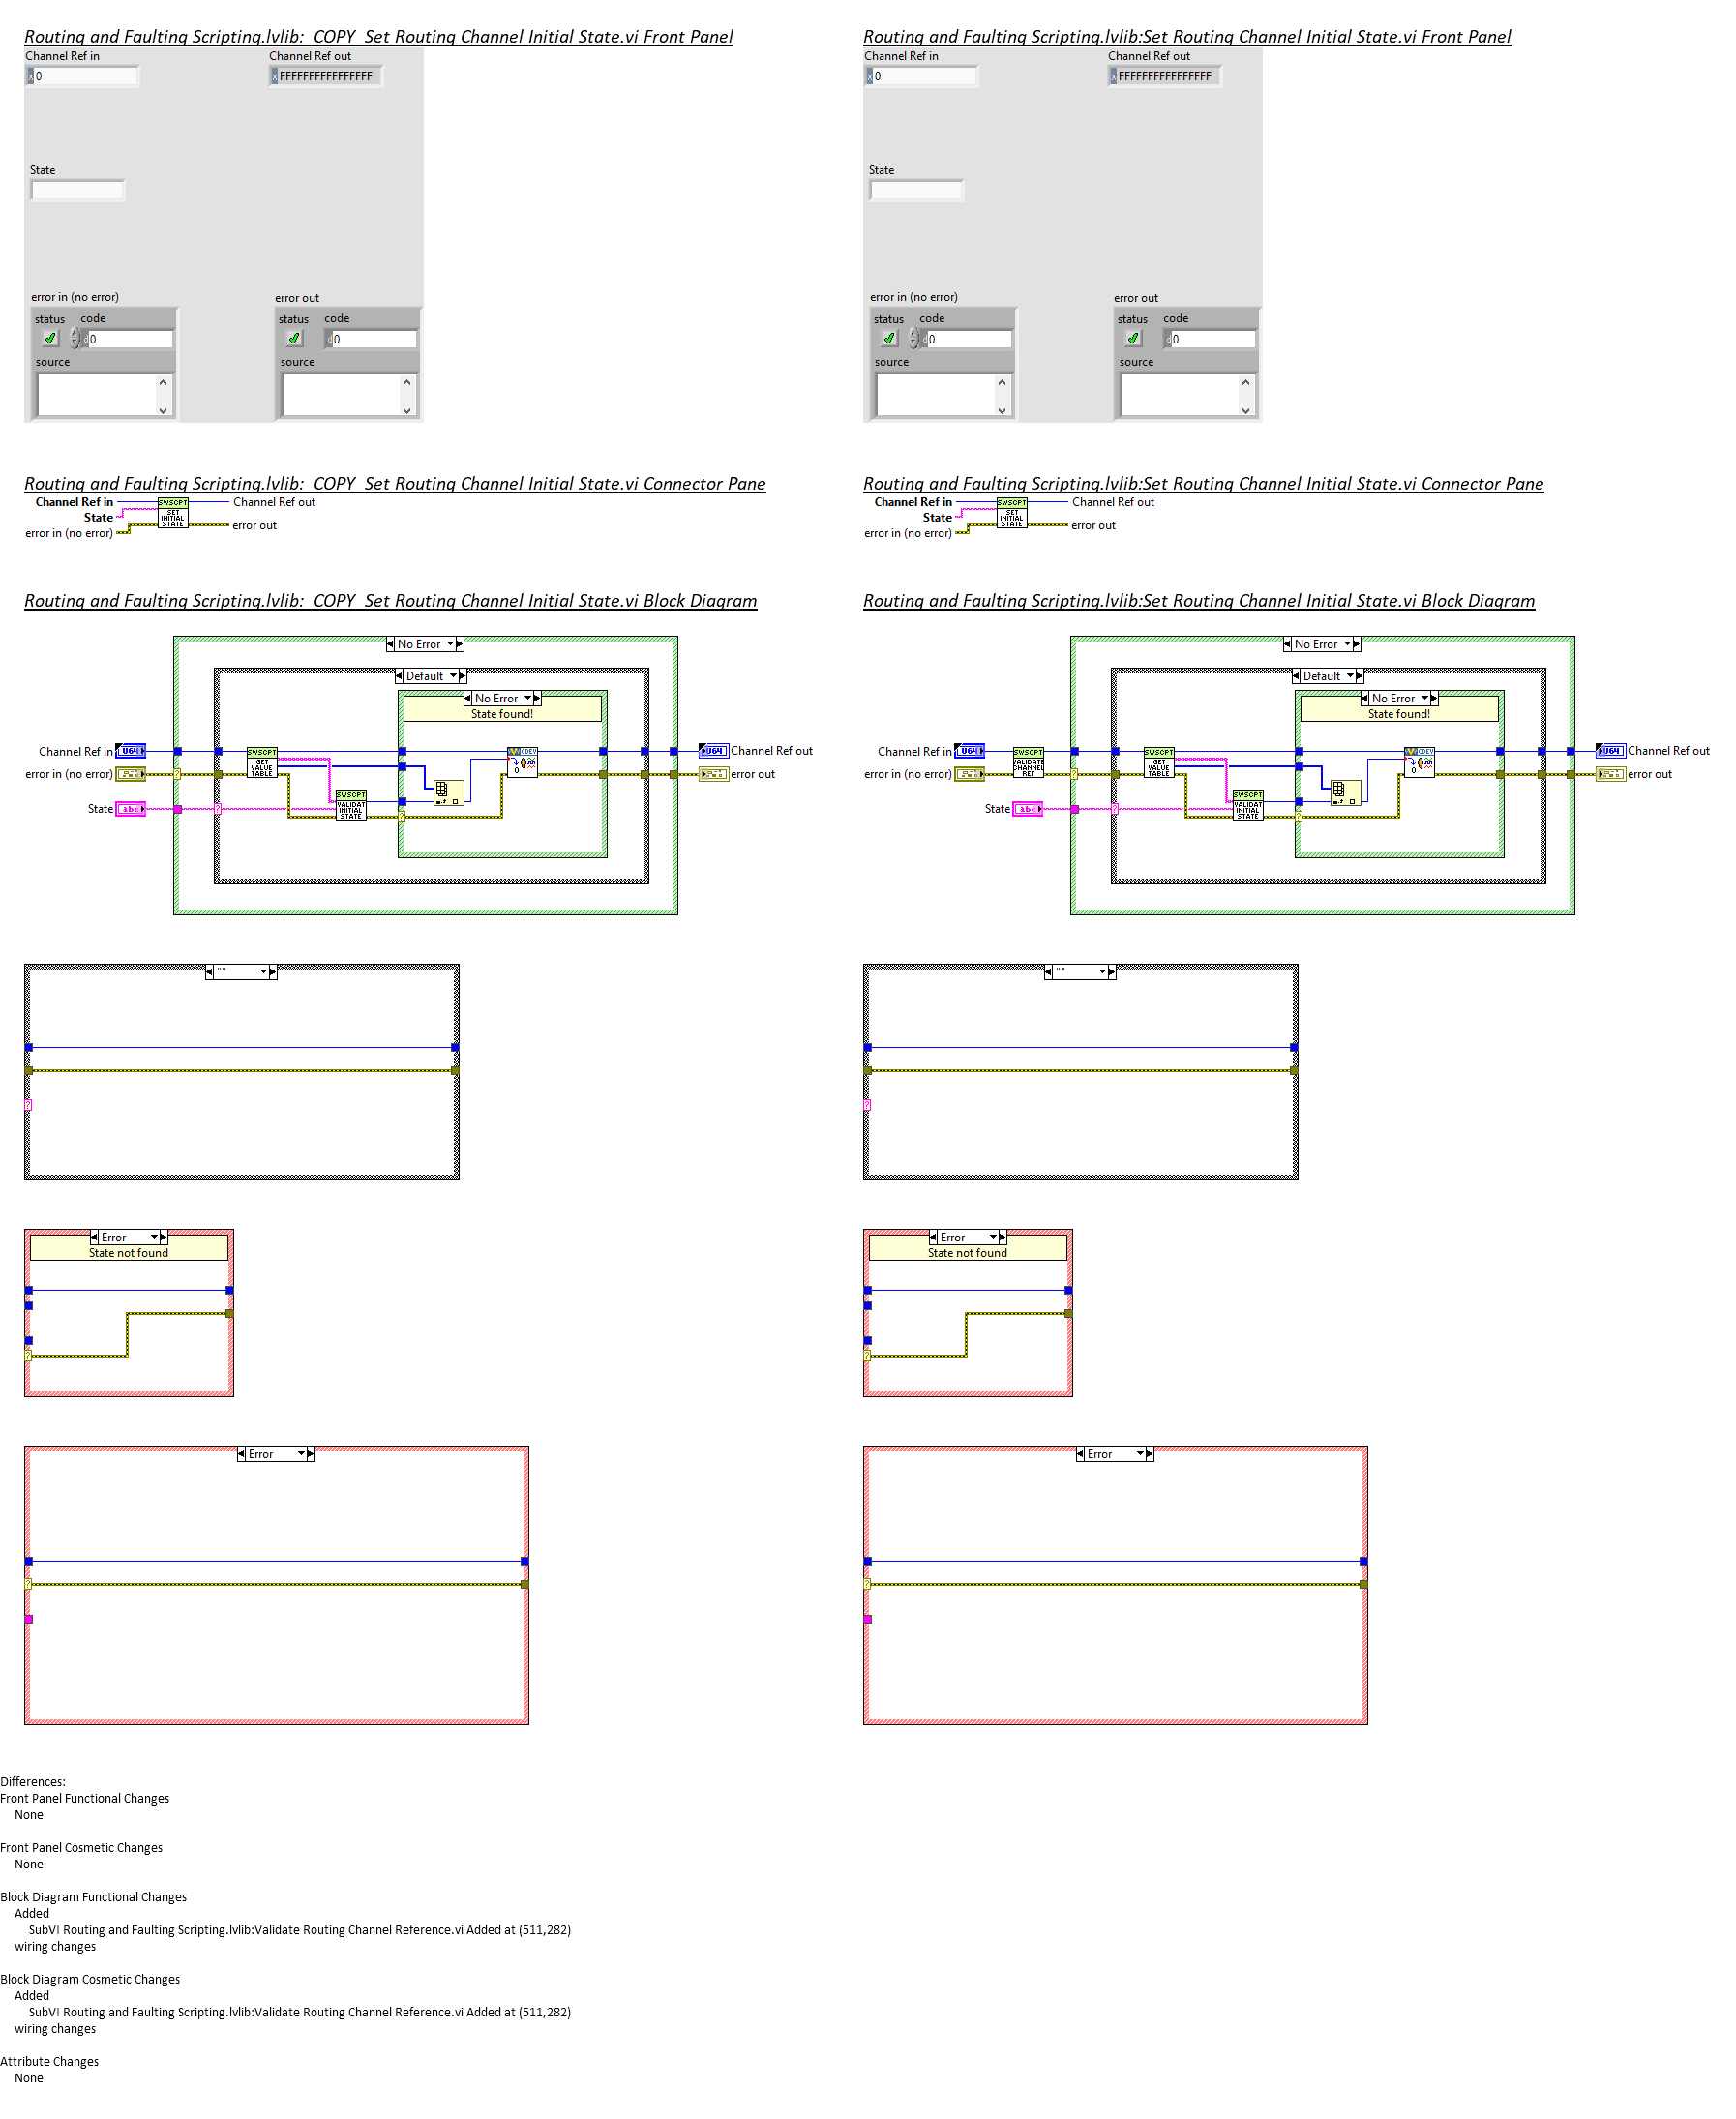 Routing and Faulting Scripting.lvlib:_COPY_Set Routing Channel Initial State.vi Front Panel
Channel Ref in
Channel Ref out
x 0
x FFFFFFFFFFFFFFFF
State
error in (no error)
error out
status code
status code
d 0
d 0
source
source
Routing and Faulting Scripting.lvlib:Set Routing Channel Initial State.vi Front Panel
Channel Ref in
Channel Ref out
x 0
x FFFFFFFFFFFFFFFF
State
error in (no error)
error out
status code
status code
d 0
d 0
source
source
Routing and Faulting Scripting.lvlib:_COPY_Set Routing Channel Initial State.vi Connector Pane
Channel Ref in
State
error in (no error)
SWSCPT
SET
INITIAL
STATE
Channel Ref out
error out
Routing and Faulting Scripting.lvlib:Set Routing Channel Initial State.vi Connector Pane
Channel Ref in
State
error in (no error)
SWSCPT
SET
INITIAL
STATE
Channel Ref out
error out
Routing and Faulting Scripting.lvlib:_COPY_Set Routing Channel Initial State.vi Block Diagram
No Error
Default
No Error
State found!
Channel Ref in
U64
error in (no error)
State
abc
SWSCPT
GET
VALUE
TABLE
SWSCPT
VALIDAT
INITIAL
STATE
CDEV
0
U64
Channel Ref out
error out
Routing and Faulting Scripting.lvlib:Set Routing Channel Initial State.vi Block Diagram
No Error
Default
No Error
State found!
Channel Ref in
U64
error in (no error)
State
abc
SWSCPT
VALIDATE
CHANNEL
REF
SWSCPT
GET
VALUE
TABLE
SWSCPT
VALIDAT
INITIAL
STATE
CDEV
0
U64
Channel Ref out
error out
""
""
?
?
Error
State not found
?
Error
State not found
?
Error
?
Error
?
Differences:
Front Panel Functional Changes
None
Front Panel Cosmetic Changes
None
Block Diagram Functional Changes
Added
SubVI Routing and Faulting Scripting.lvlib:Validate Routing Channel Reference.vi Added at (511,282)
wiring changes
Block Diagram Cosmetic Changes
Added
SubVI Routing and Faulting Scripting.lvlib:Validate Routing Channel Reference.vi Added at (511,282)
wiring changes
Attribute Changes
None